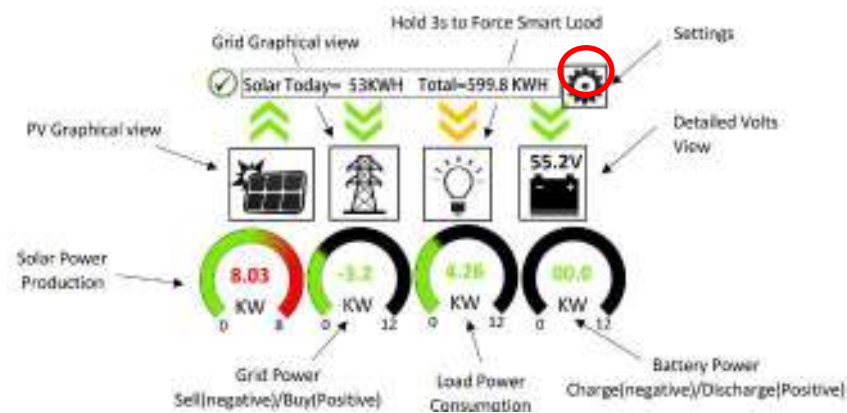 Hold 3s to Force Smart Load
Grid Graphical view
Settings
Solar Today= 53KWH Total=599.8 KWH
PV Graphical view
Detailed Volts
View
55.2V
Solar Power
Production
8.03
KW
0 8
-3.2
KW
0 12
4.26
KW
0 12
00.0
KW
0 12
Grid Power
Sell(negative)/Buy(Positive)
Load Power
Consumption
Battery Power
Charge(negative)/Discharge(Positive)